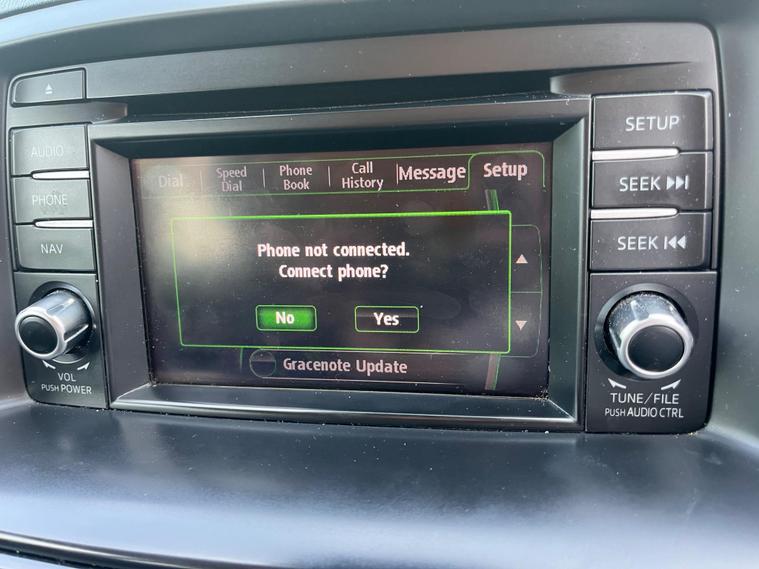 AUDIO
PHONE
NAV
VOL
PUSH POWER
Dial
Speed
Dial
Phone
Book
Call
History
Message
Setup
Phone not connected.
Connect phone?
No
Yes
Gracenote Update
SETUP
SEEK
SEEK
TUNE/FILE
PUSH AUDIO CTRL